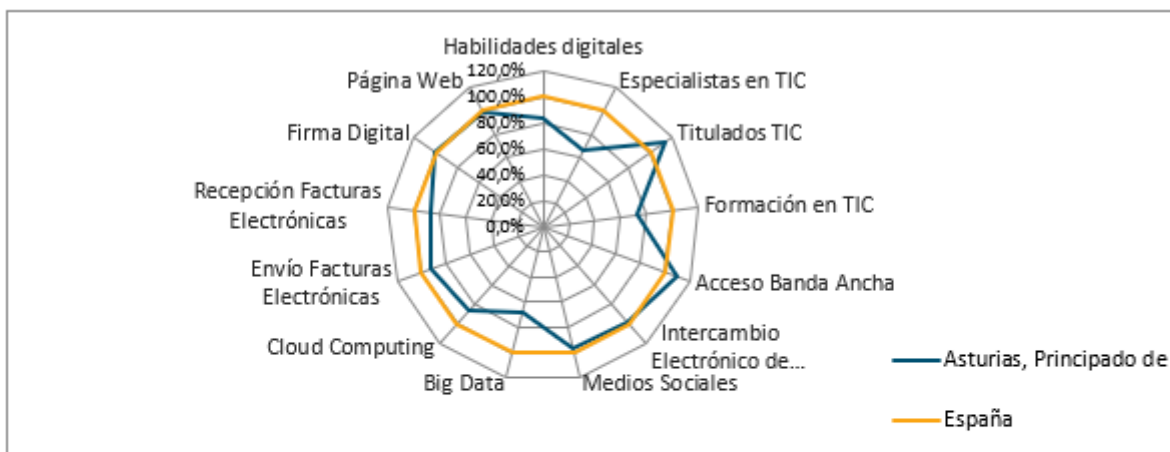 Habilidades digitales
120,0%
100,0%
80,0%
60,0%
40,0%
20,0%
0,0%
Especialistas en TIC
Titulados TIC
Formación en TIC
Acceso Banda Ancha
Intercambio
Electrónico de...
Medios Sociales
Big Data
Cloud Computing
Envío Facturas
Electrónicas
Recepción Facturas
Electrónicas
Firma Digital
Página Web
Asturias, Principado de
España